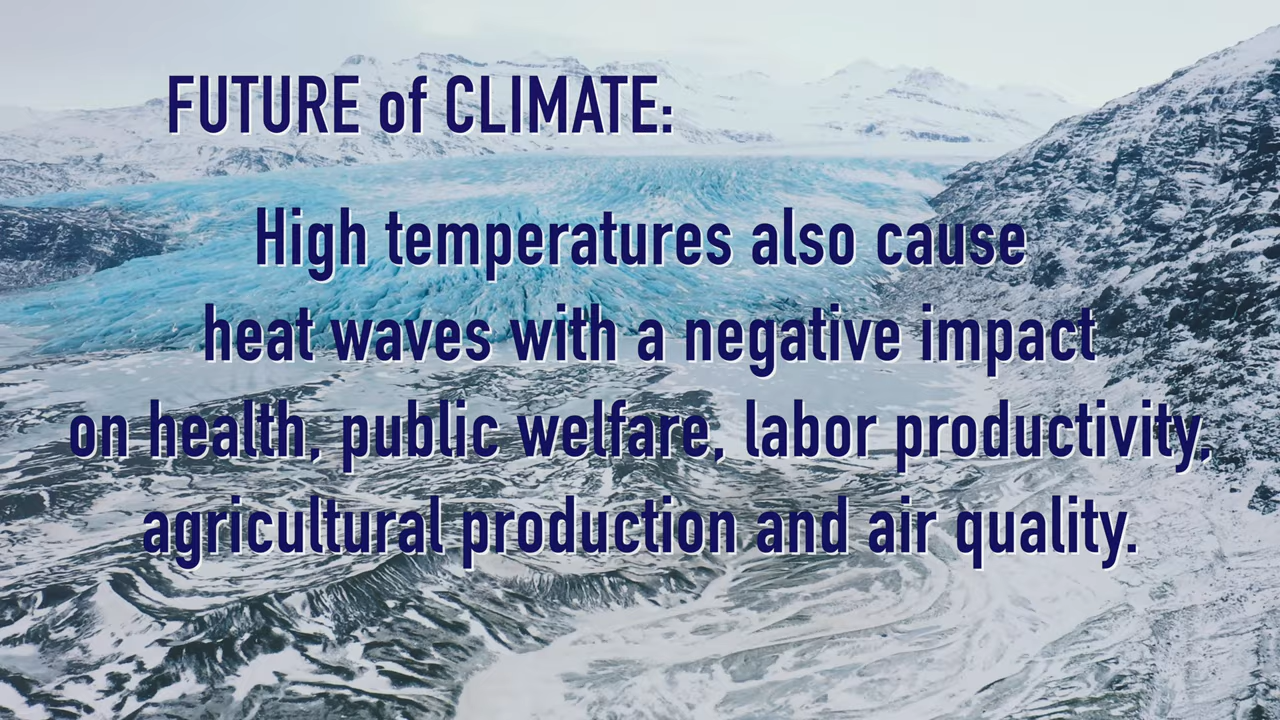 FUTURE of CLIMATE:
High temperatures also cause
heat waves with a negative impact
on health, public welfare, labor productivity,
agricultural production and air quality.